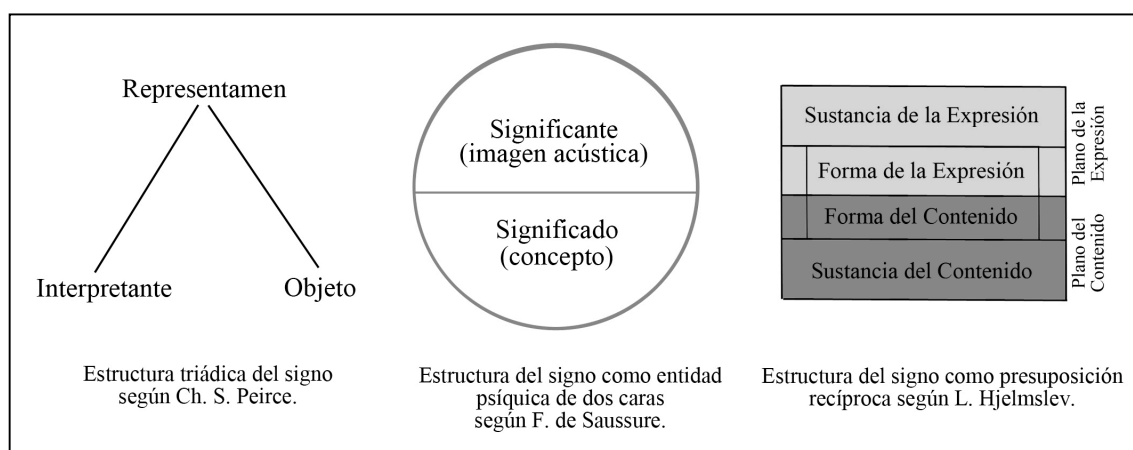 Representamen
Interpretante
Objeto
Estructura triádica del signo
según Ch. S. Peirce.
Significante
(imagen acústica)
Significado
(concepto)
Estructura del signo como entidad
psíquica de dos caras
según F. de Saussure.
Sustancia de la Expresión
Forma de la Expresión
Forma del Contenido
Sustancia del Contenido
Plano de la
Expresión
Plano del
Contenido
Estructura del signo como presuposición
recíproca según L. Hjelmslev.